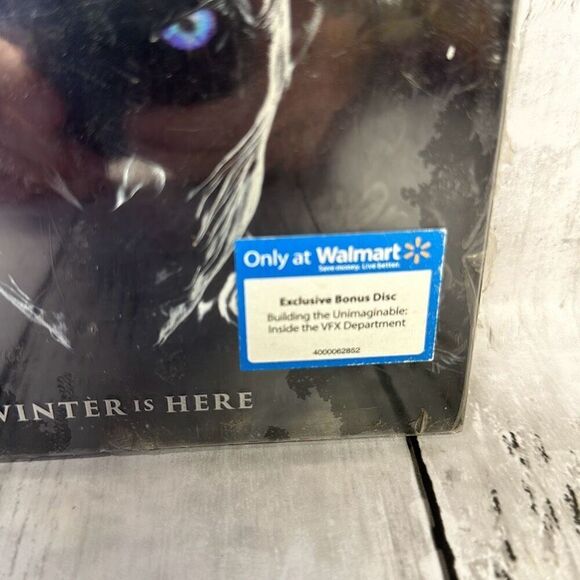 Only at Walmart
Save money. Live better.
Exclusive Bonus Disc
Building the Unimaginable:
Inside the VFX Department
4000062852
WINTER IS HERE